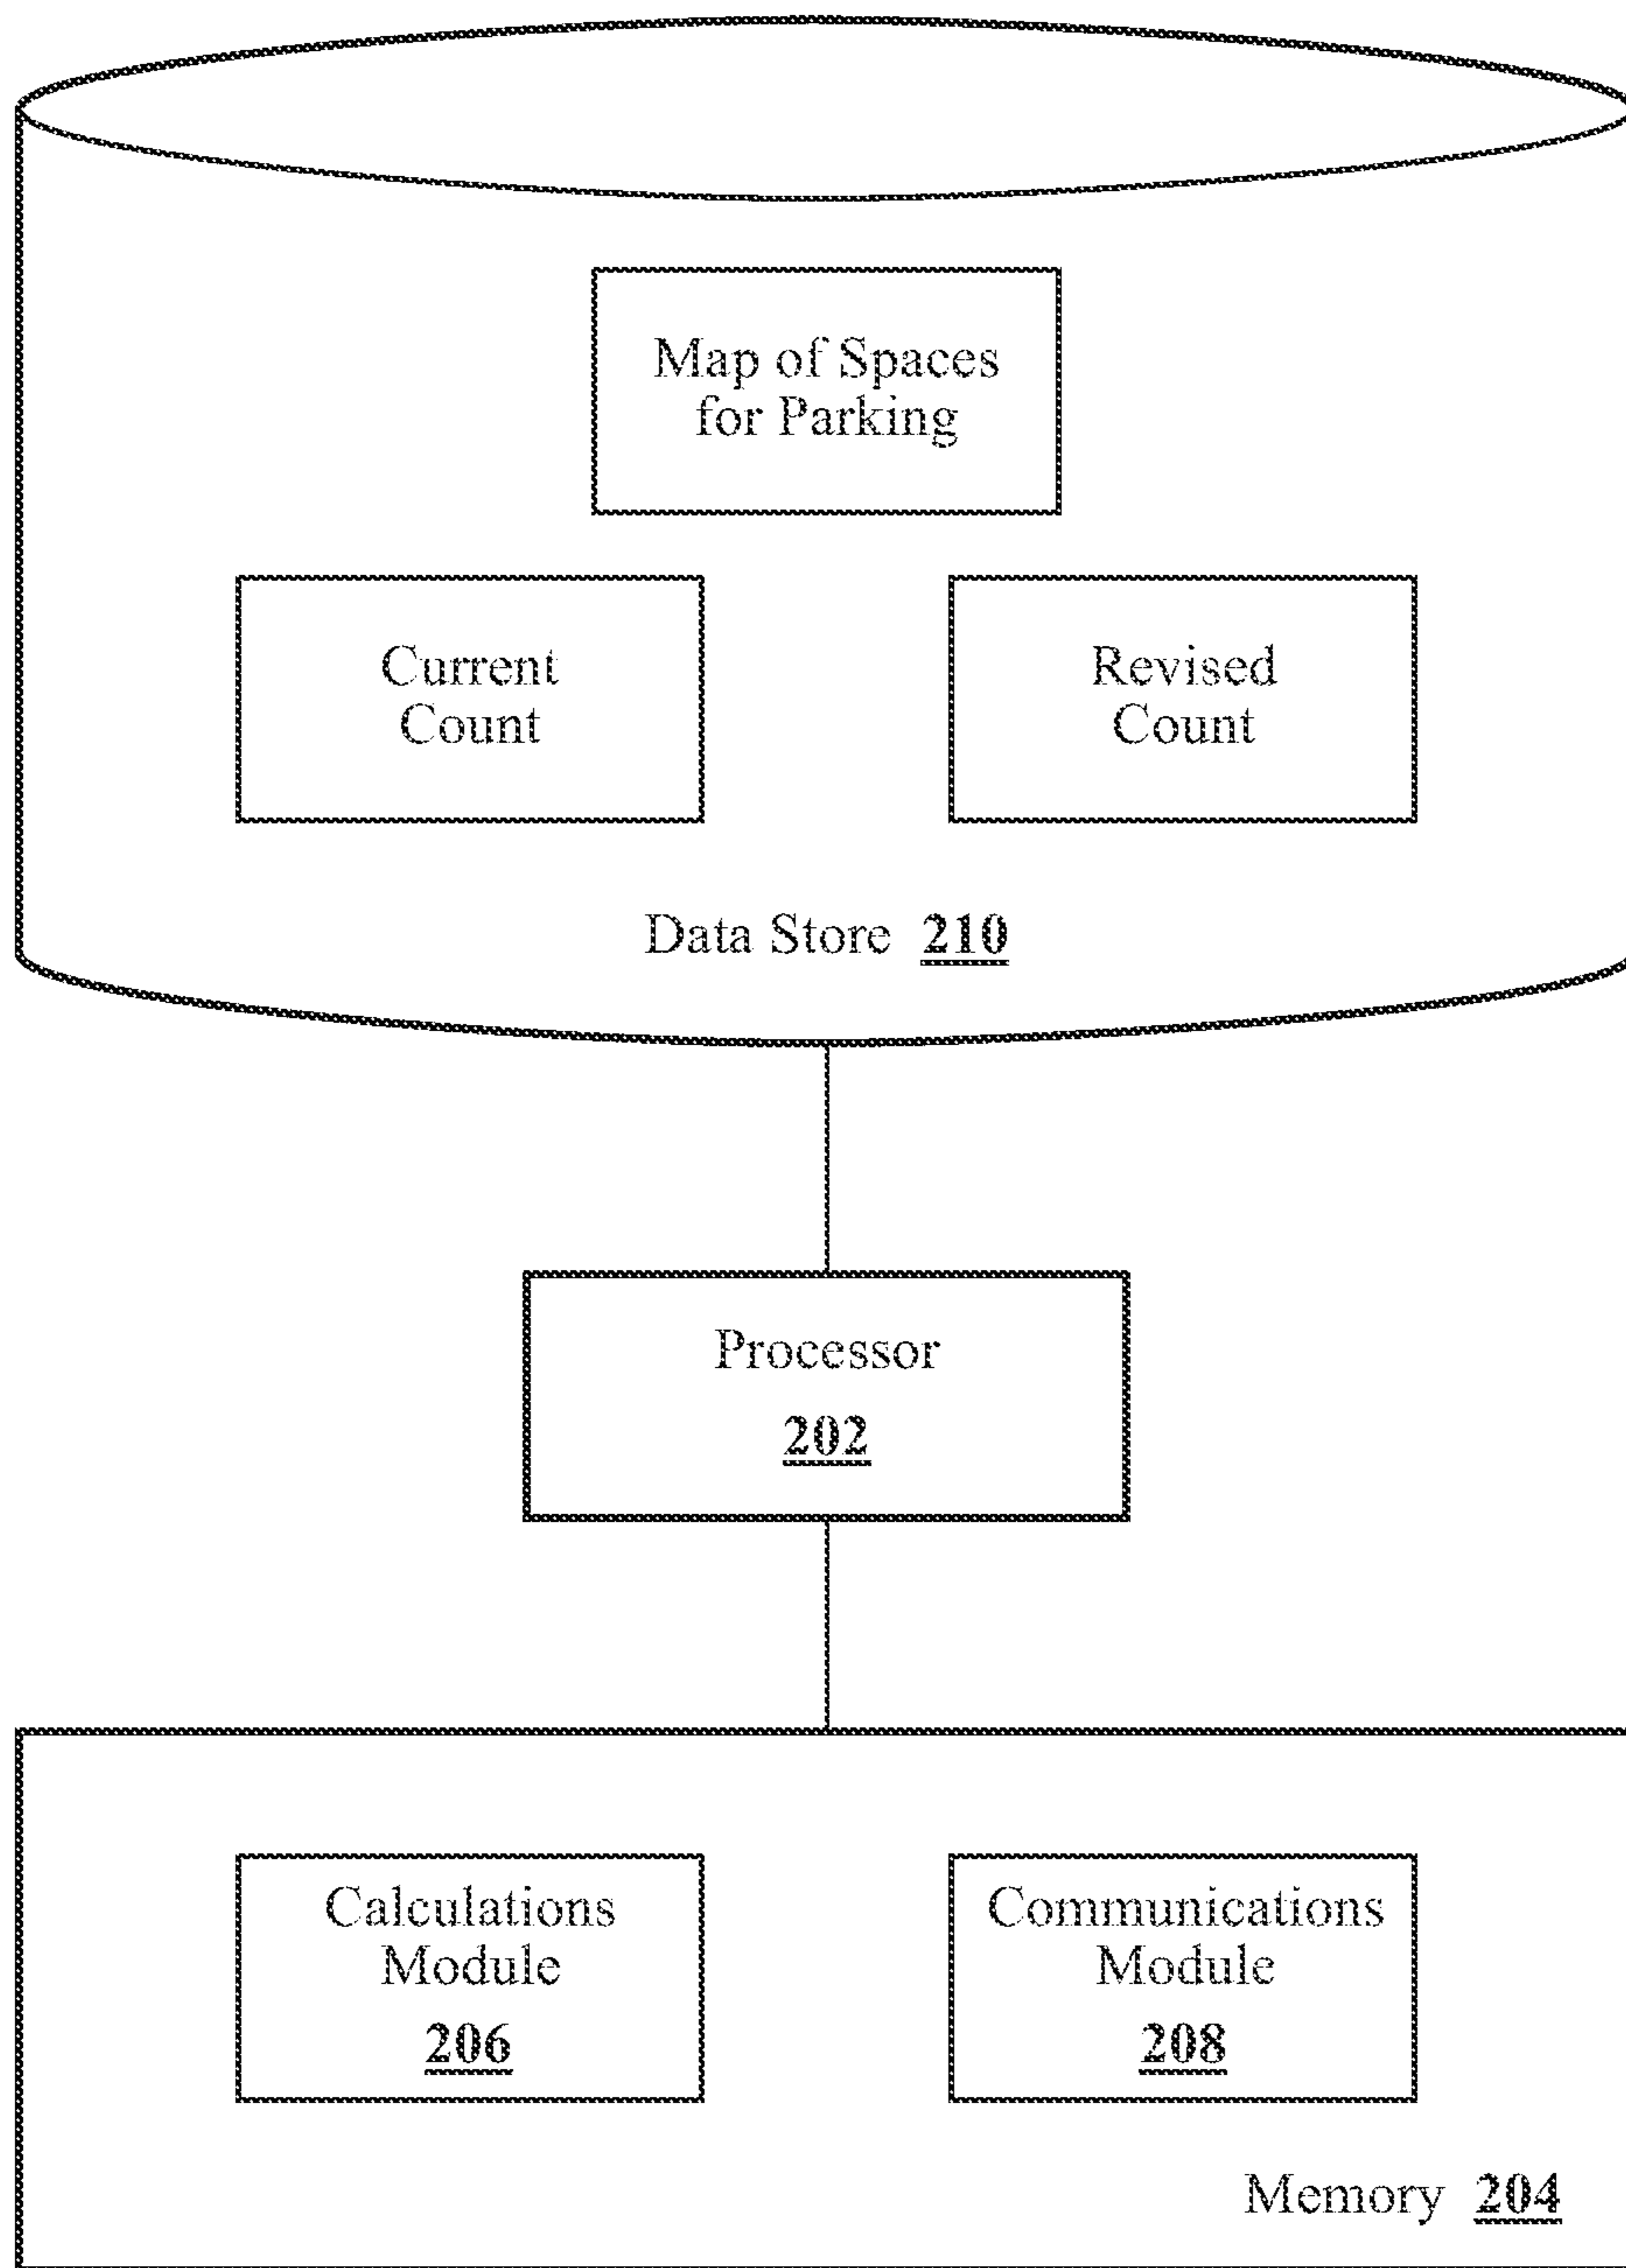 Map of Spaces
for Parking
Current
Count
Revised
Count
Data Store 210
Processor
202
Calculations
Module
206
Communications
Module
208
Memory 204